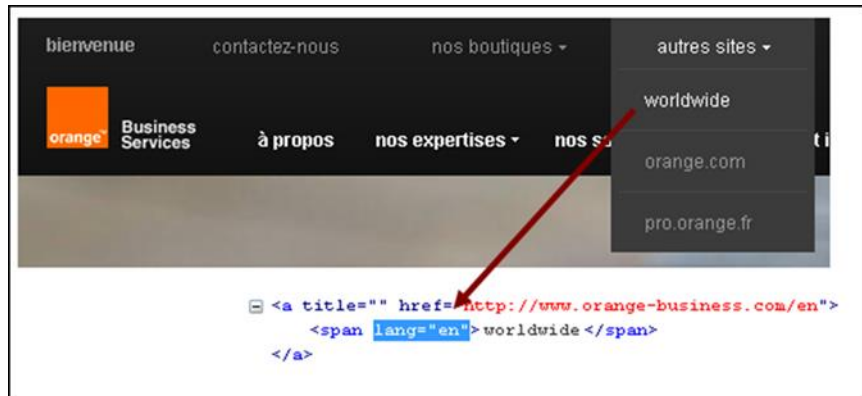 bienvenue contactez-nous nos boutiques autres sites
worldwide
orange™ Business
Services
à propos nos expertises
orange.com
pro.orange.fr
<a title="" href="http://www.orange-business.com/en">
<span lang="en">worldwide</span>
</a>